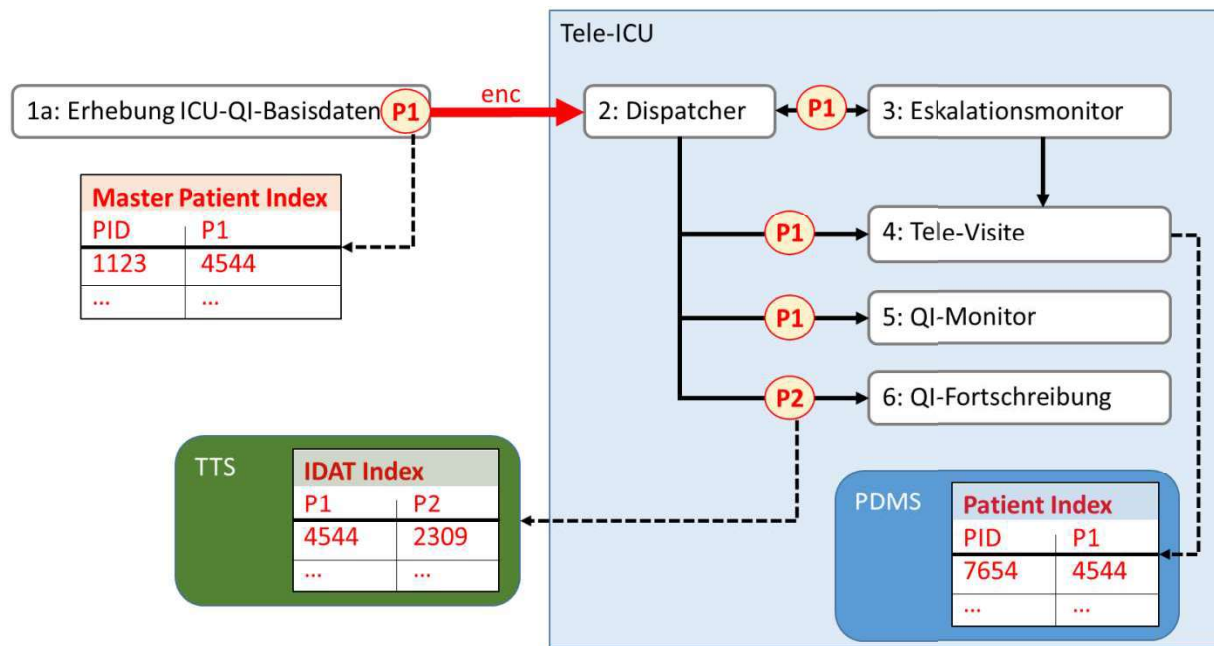 Tele-ICU
1a: Erhebung ICU-QI-Basisdaten P1 enc 2: Dispatcher P1 3: Eskalationsmonitor
Master Patient Index
PID P1
1123 4544
... ...
P1 4: Tele-Visite
P1 5: QI-Monitor
P2 6: QI-Fortschreibung
TTS
IDAT Index
P1 P2
4544 2309
... ...
PDMS
Patient Index
PID P1
7654 4544
... ...